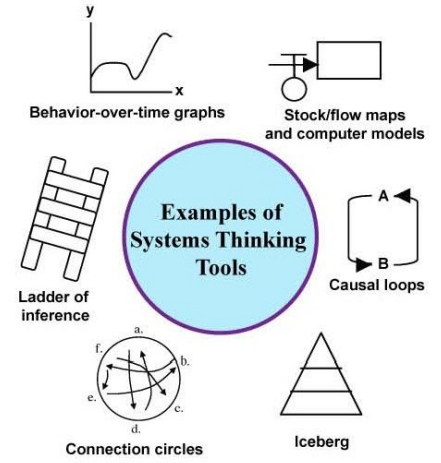 y
x
Behavior-over-time graphs
Stock/flow maps
and computer models
Examples of
Systems Thinking
Tools
Ladder of
inference
A
B
Causal loops
a.
b.
c.
d.
e.
f.
Connection circles
Iceberg